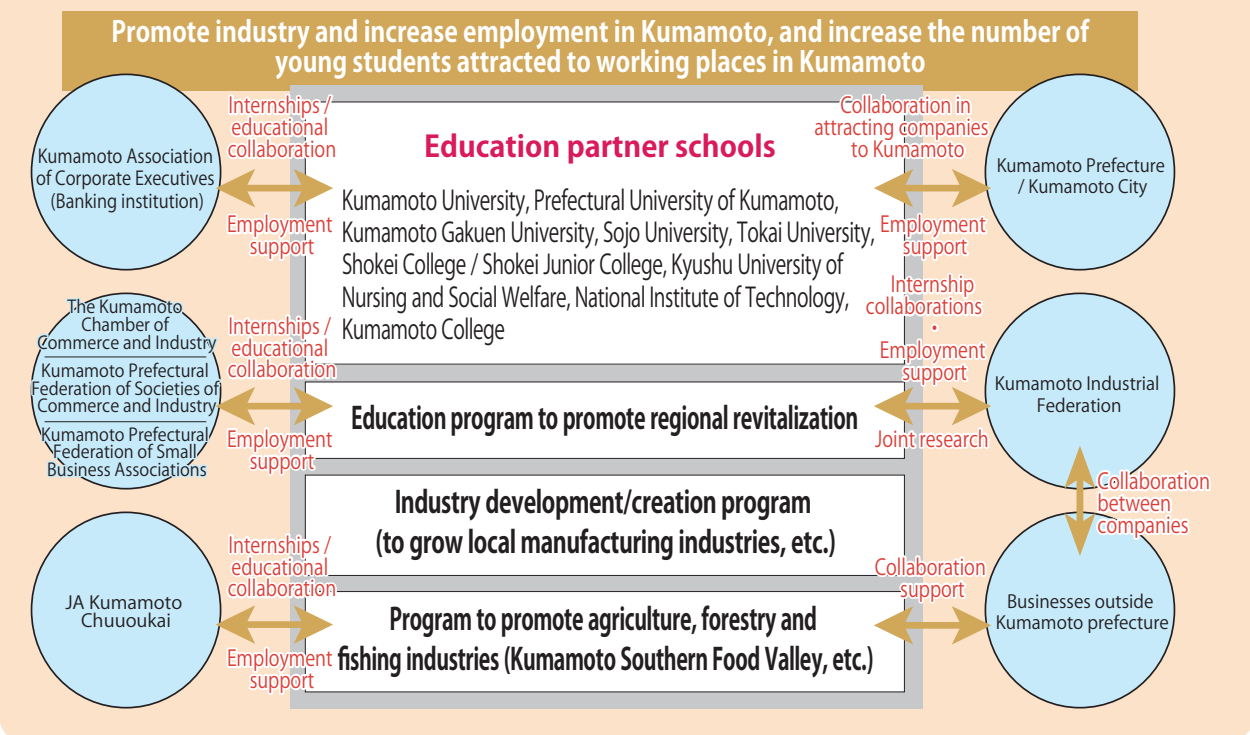 Promote industry and increase employment in Kumamoto, and increase the number of
young students attracted to working places in Kumamoto
Kumamoto Association
of Corporate Executives
(Banking institution)
Internships /
educational
collaboration
Employment
support
Education partner schools
Kumamoto University, Prefectural University of Kumamoto,
Kumamoto Gakuen University, Sojo University, Tokai University,
Shokei College / Shokei Junior College, Kyushu University of
Nursing and Social Welfare, National Institute of Technology,
Kumamoto College
Collaboration in
attracting companies
to Kumamoto
Employment
support
Kumamoto Prefecture
/ Kumamoto City
The Kumamoto
Chamber of
Commerce and Industry
Kumamoto Prefectural
Federation of Societies of
Commerce and Industry
Kumamoto Prefectural
Federation of Small
Business Associations
Internships /
educational
collaboration
Employment
support
Education program to promote regional revitalization
Internship
collaborations
・
Employment
support
Joint research
Kumamoto Industrial
Federation
Industry development/creation program
(to grow local manufacturing industries, etc.)
Collaboration
between
companies
JA Kumamoto
Chuuoukai
Internships /
educational
collaboration
Employment
support
Program to promote agriculture, forestry and
fishing industries (Kumamoto Southern Food Valley, etc.)
Collaboration
support
Businesses outside
Kumamoto prefecture